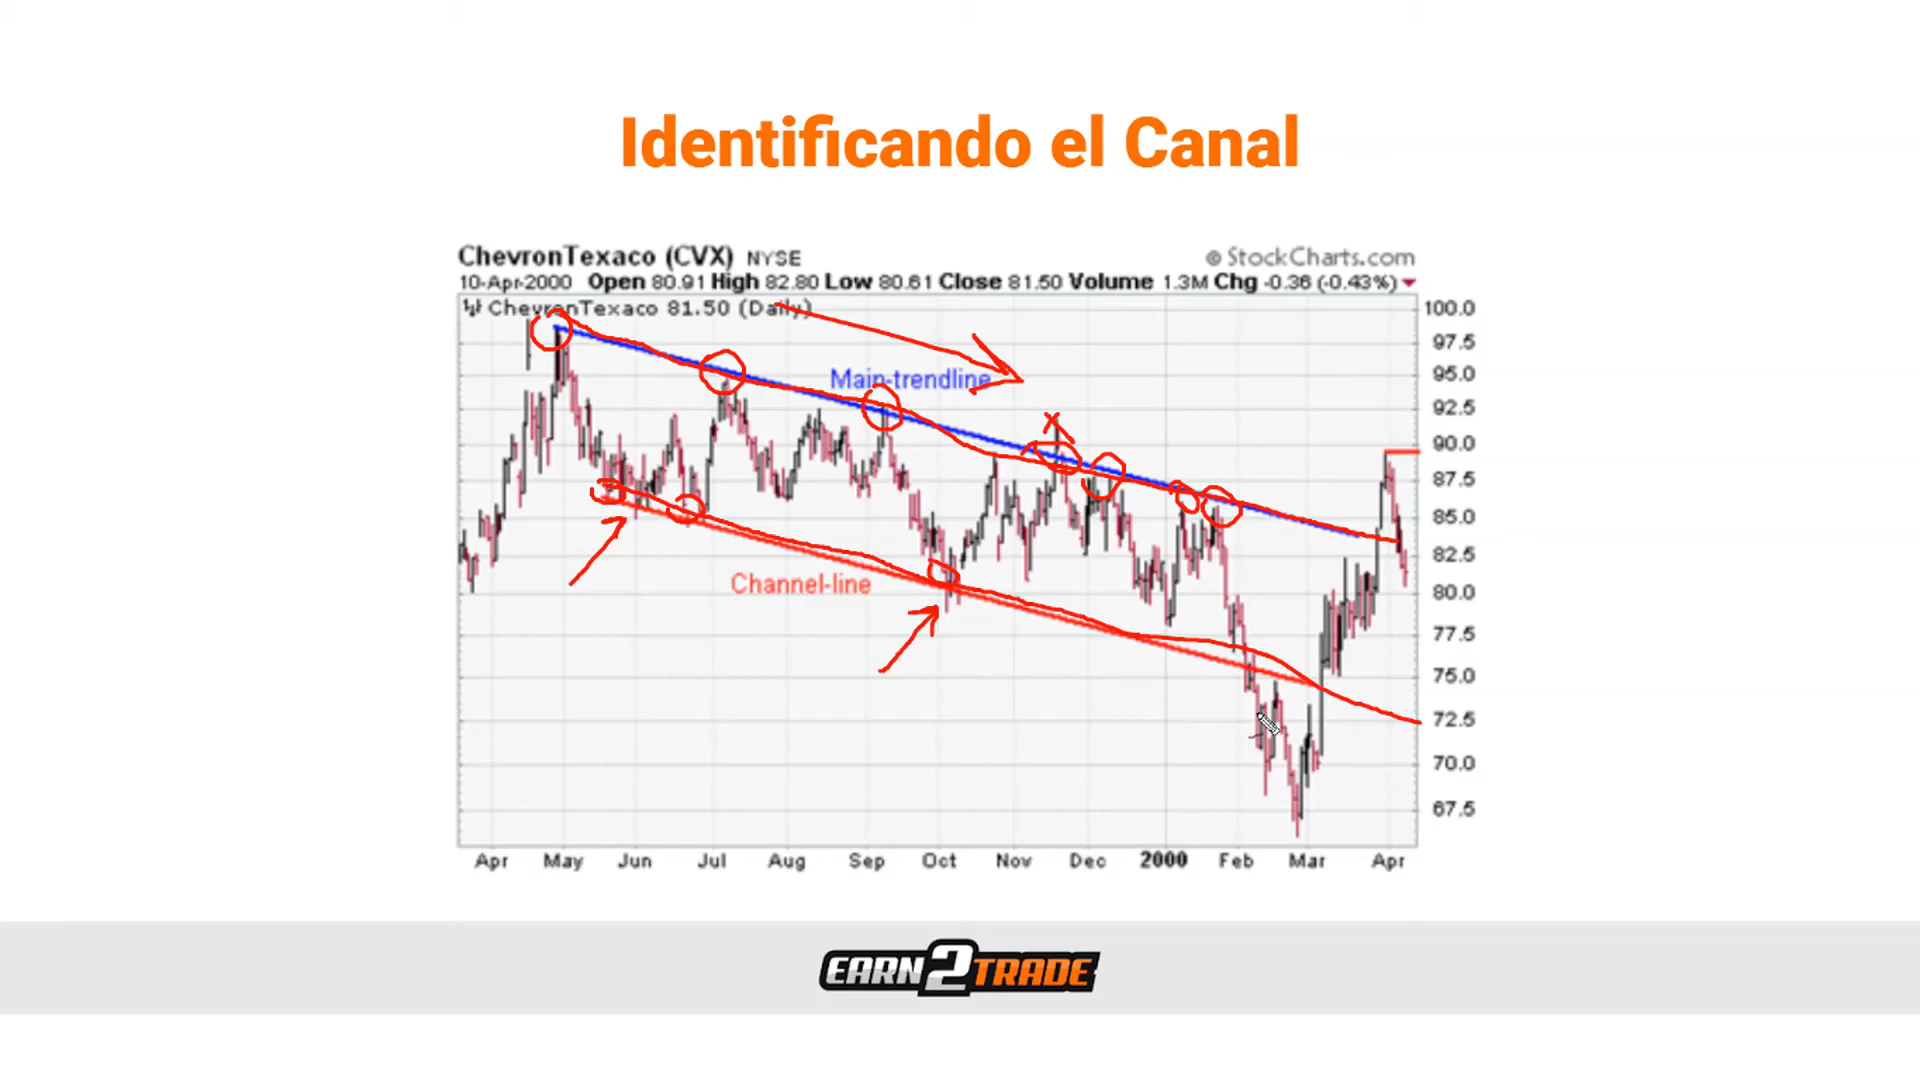 Identificando el Canal
ChevronTexaco (CVX) NYSE
© StockCharts.com
10-Apr-2000 Open 80.91 High 82.80 Low 80.61 Close 81.50 Volume 1.3M Chg -0.36 (-0.43%)
ChevronTexaco 81.50 (Daily)
100.0
97.5
95.0
92.5
90.0
87.5
85.0
82.5
80.0
77.5
75.0
72.5
70.0
67.5
Main-trendline
Channel-line
Apr May Jun Jul Aug Sep Oct Nov Dec 2000 Feb Mar Apr
EARN2TRADE